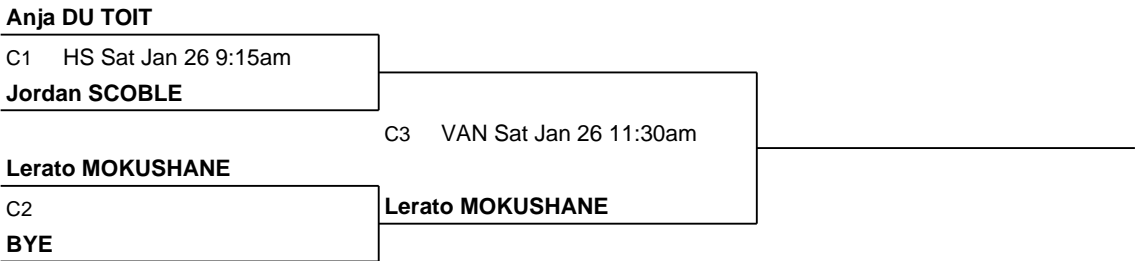 Anja DU TOIT
C1 HS Sat Jan 26 9:15am
Jordan SCOBLE
C3 VAN Sat Jan 26 11:30am
Lerato MOKUSHANE
C2
Lerato MOKUSHANE
BYE